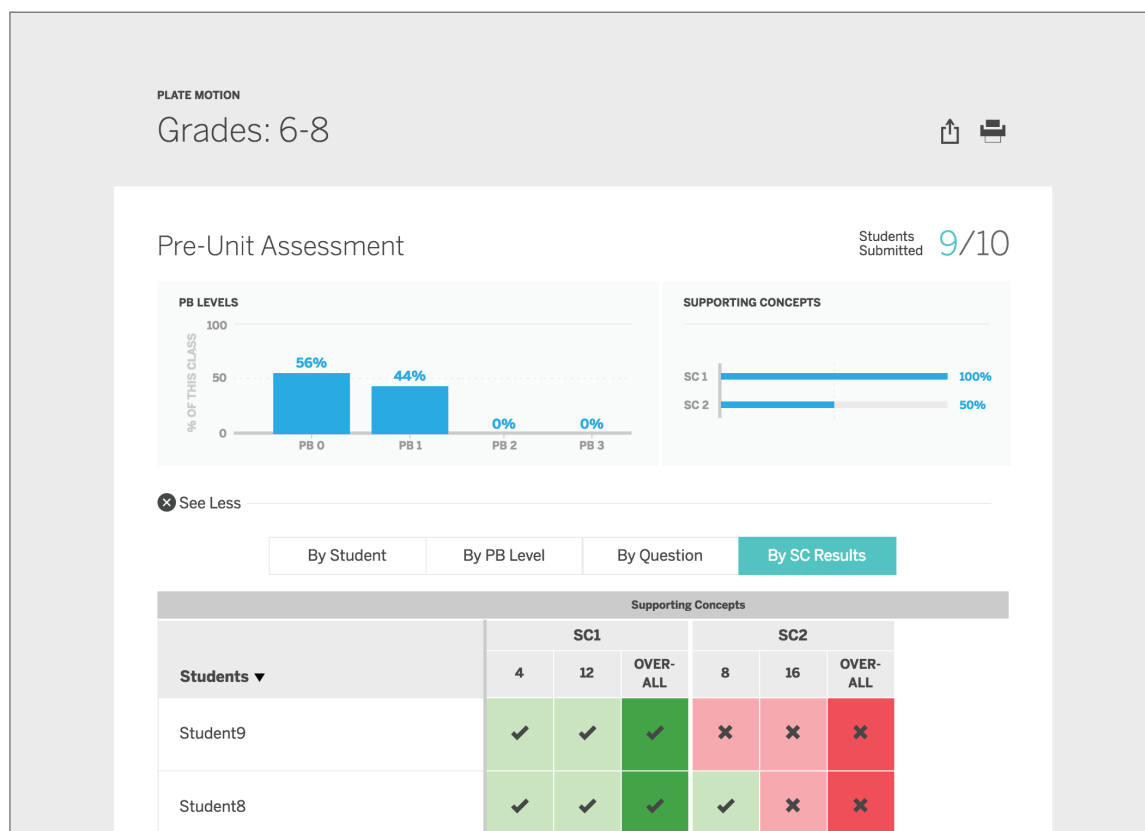 PLATE MOTION
Grades: 6-8
Pre-Unit Assessment
Students
Submitted
9/10
PB LEVELS
% OF THIS CLASS
100
50
0
56%
44%
0%
0%
PB 0
PB 1
PB 2
PB 3
SUPPORTING CONCEPTS
SC 1
100%
SC 2
50%
See Less
By Student
By PB Level
By Question
By SC Results
Supporting Concepts
SC1
SC2
Students
4
12
OVER-
ALL
8
16
OVER-
ALL
Student9
Student8